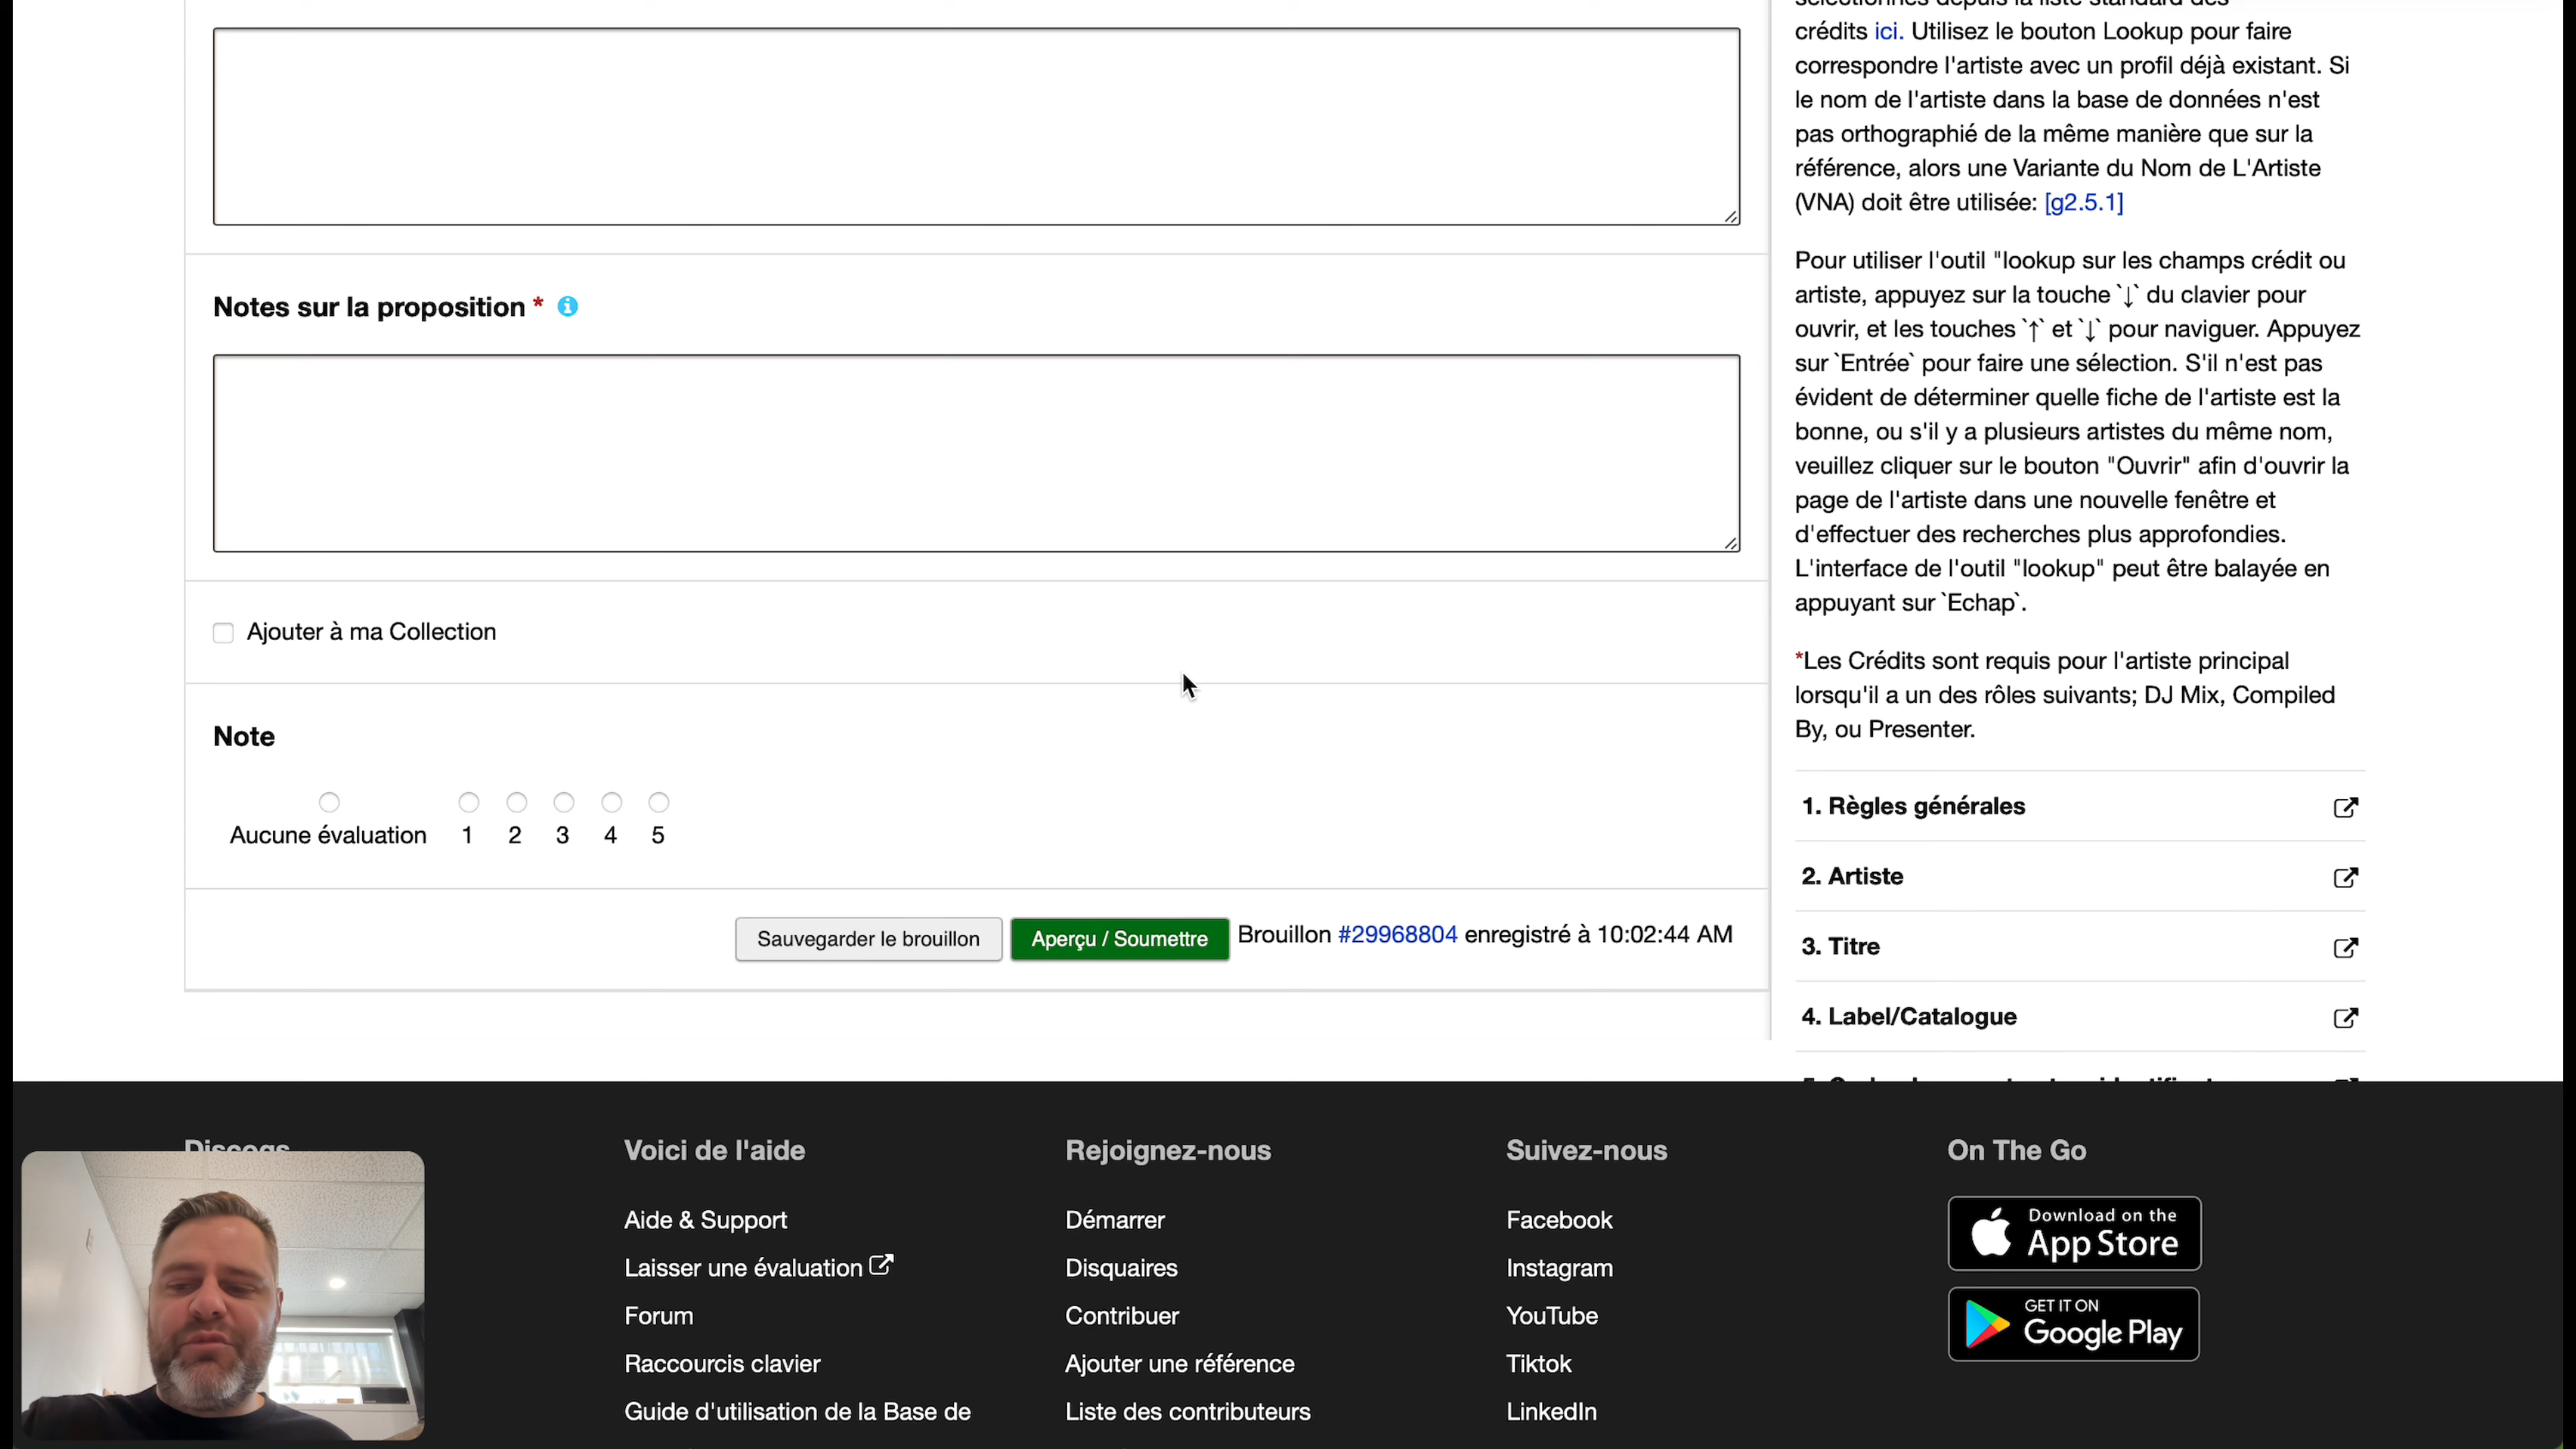 sélectionnés depuis la liste standard des
crédits ici. Utilisez le bouton Lookup pour faire
correspondre l'artiste avec un profil déjà existant. Si
le nom de l'artiste dans la base de données n'est
pas orthographié de la même manière que sur la
référence, alors une Variante du Nom de L'Artiste
(VNA) doit être utilisée: [g2.5.1]
Pour utiliser l'outil "lookup sur les champs crédit ou
artiste, appuyez sur la touche `↓` du clavier pour
ouvrir, et les touches `↑` et `↓` pour naviguer. Appuyez
sur `Entrée` pour faire une sélection. S'il n'est pas
évident de déterminer quelle fiche de l'artiste est la
bonne, ou s'il y a plusieurs artistes du même nom,
veuillez cliquer sur le bouton "Ouvrir" afin d'ouvrir la
page de l'artiste dans une nouvelle fenêtre et
d'effectuer des recherches plus approfondies.
L'interface de l'outil "lookup" peut être balayée en
appuyant sur `Echap`.
*Les Crédits sont requis pour l'artiste principal
lorsqu'il a un des rôles suivants; DJ Mix, Compiled
By, ou Presenter.
1. Règles générales
2. Artiste
3. Titre
4. Label/Catalogue
Notes sur la proposition *
Ajouter à ma Collection
Note
Aucune évaluation 1 2 3 4 5
Sauvegarder le brouillon Aperçu / Soumettre Brouillon #29968804 enregistré à 10:02:44 AM
Discogs
Voici de l'aide
Aide & Support
Laisser une évaluation
Forum
Raccourcis clavier
Guide d'utilisation de la Base de
Rejoignez-nous
Démarrer
Disquaires
Contribuer
Ajouter une référence
Liste des contributeurs
Suivez-nous
Facebook
Instagram
YouTube
Tiktok
LinkedIn
On The Go
Download on the
App Store
GET IT ON
Google Play